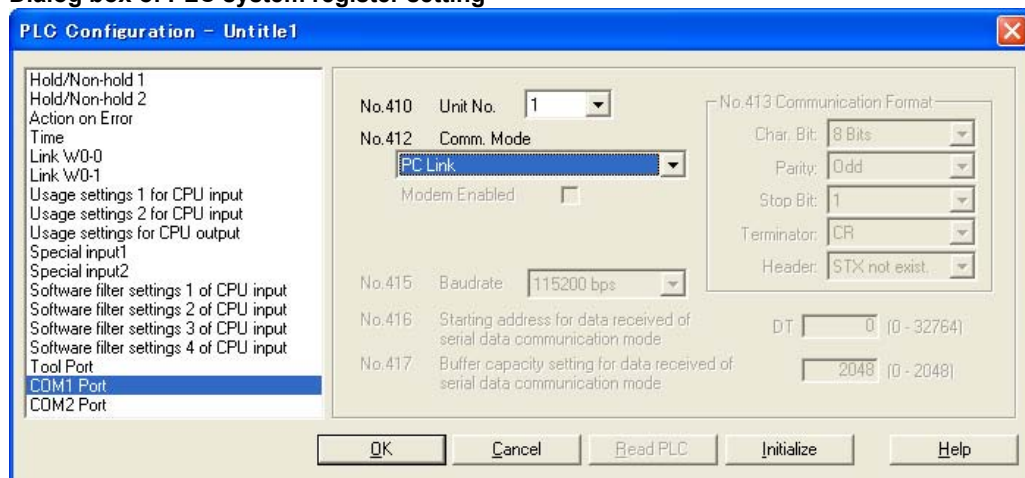 Dialog box of PLC system register setting
PLC Configuration - Untitle1
Hold/Non-hold 1
Hold/Non-hold 2
Action on Error
Time
Link W0-0
Link W0-1
Usage settings 1 for CPU input
Usage settings 2 for CPU input
Usage settings for CPU output
Special input1
Special input2
Software filter settings 1 of CPU input
Software filter settings 2 of CPU input
Software filter settings 3 of CPU input
Software filter settings 4 of CPU input
Tool Port
COM1 Port
COM2 Port
No.410 Unit No. 1
No.412 Comm. Mode
PC Link
Modem Enabled
No.413 Communication Format
Char. Bit: 8 Bits
Parity: Odd
Stop Bit: 1
Terminator: CR
Header: STX not exist.
No.415 Baudrate 115200 bps
No.416 Starting address for data received of
serial data communication mode
DT 0 (0 - 32764)
No.417 Buffer capacity setting for data received of
serial data communication mode
2048 (0 - 2048)
OK Cancel Read PLC Initialize Help